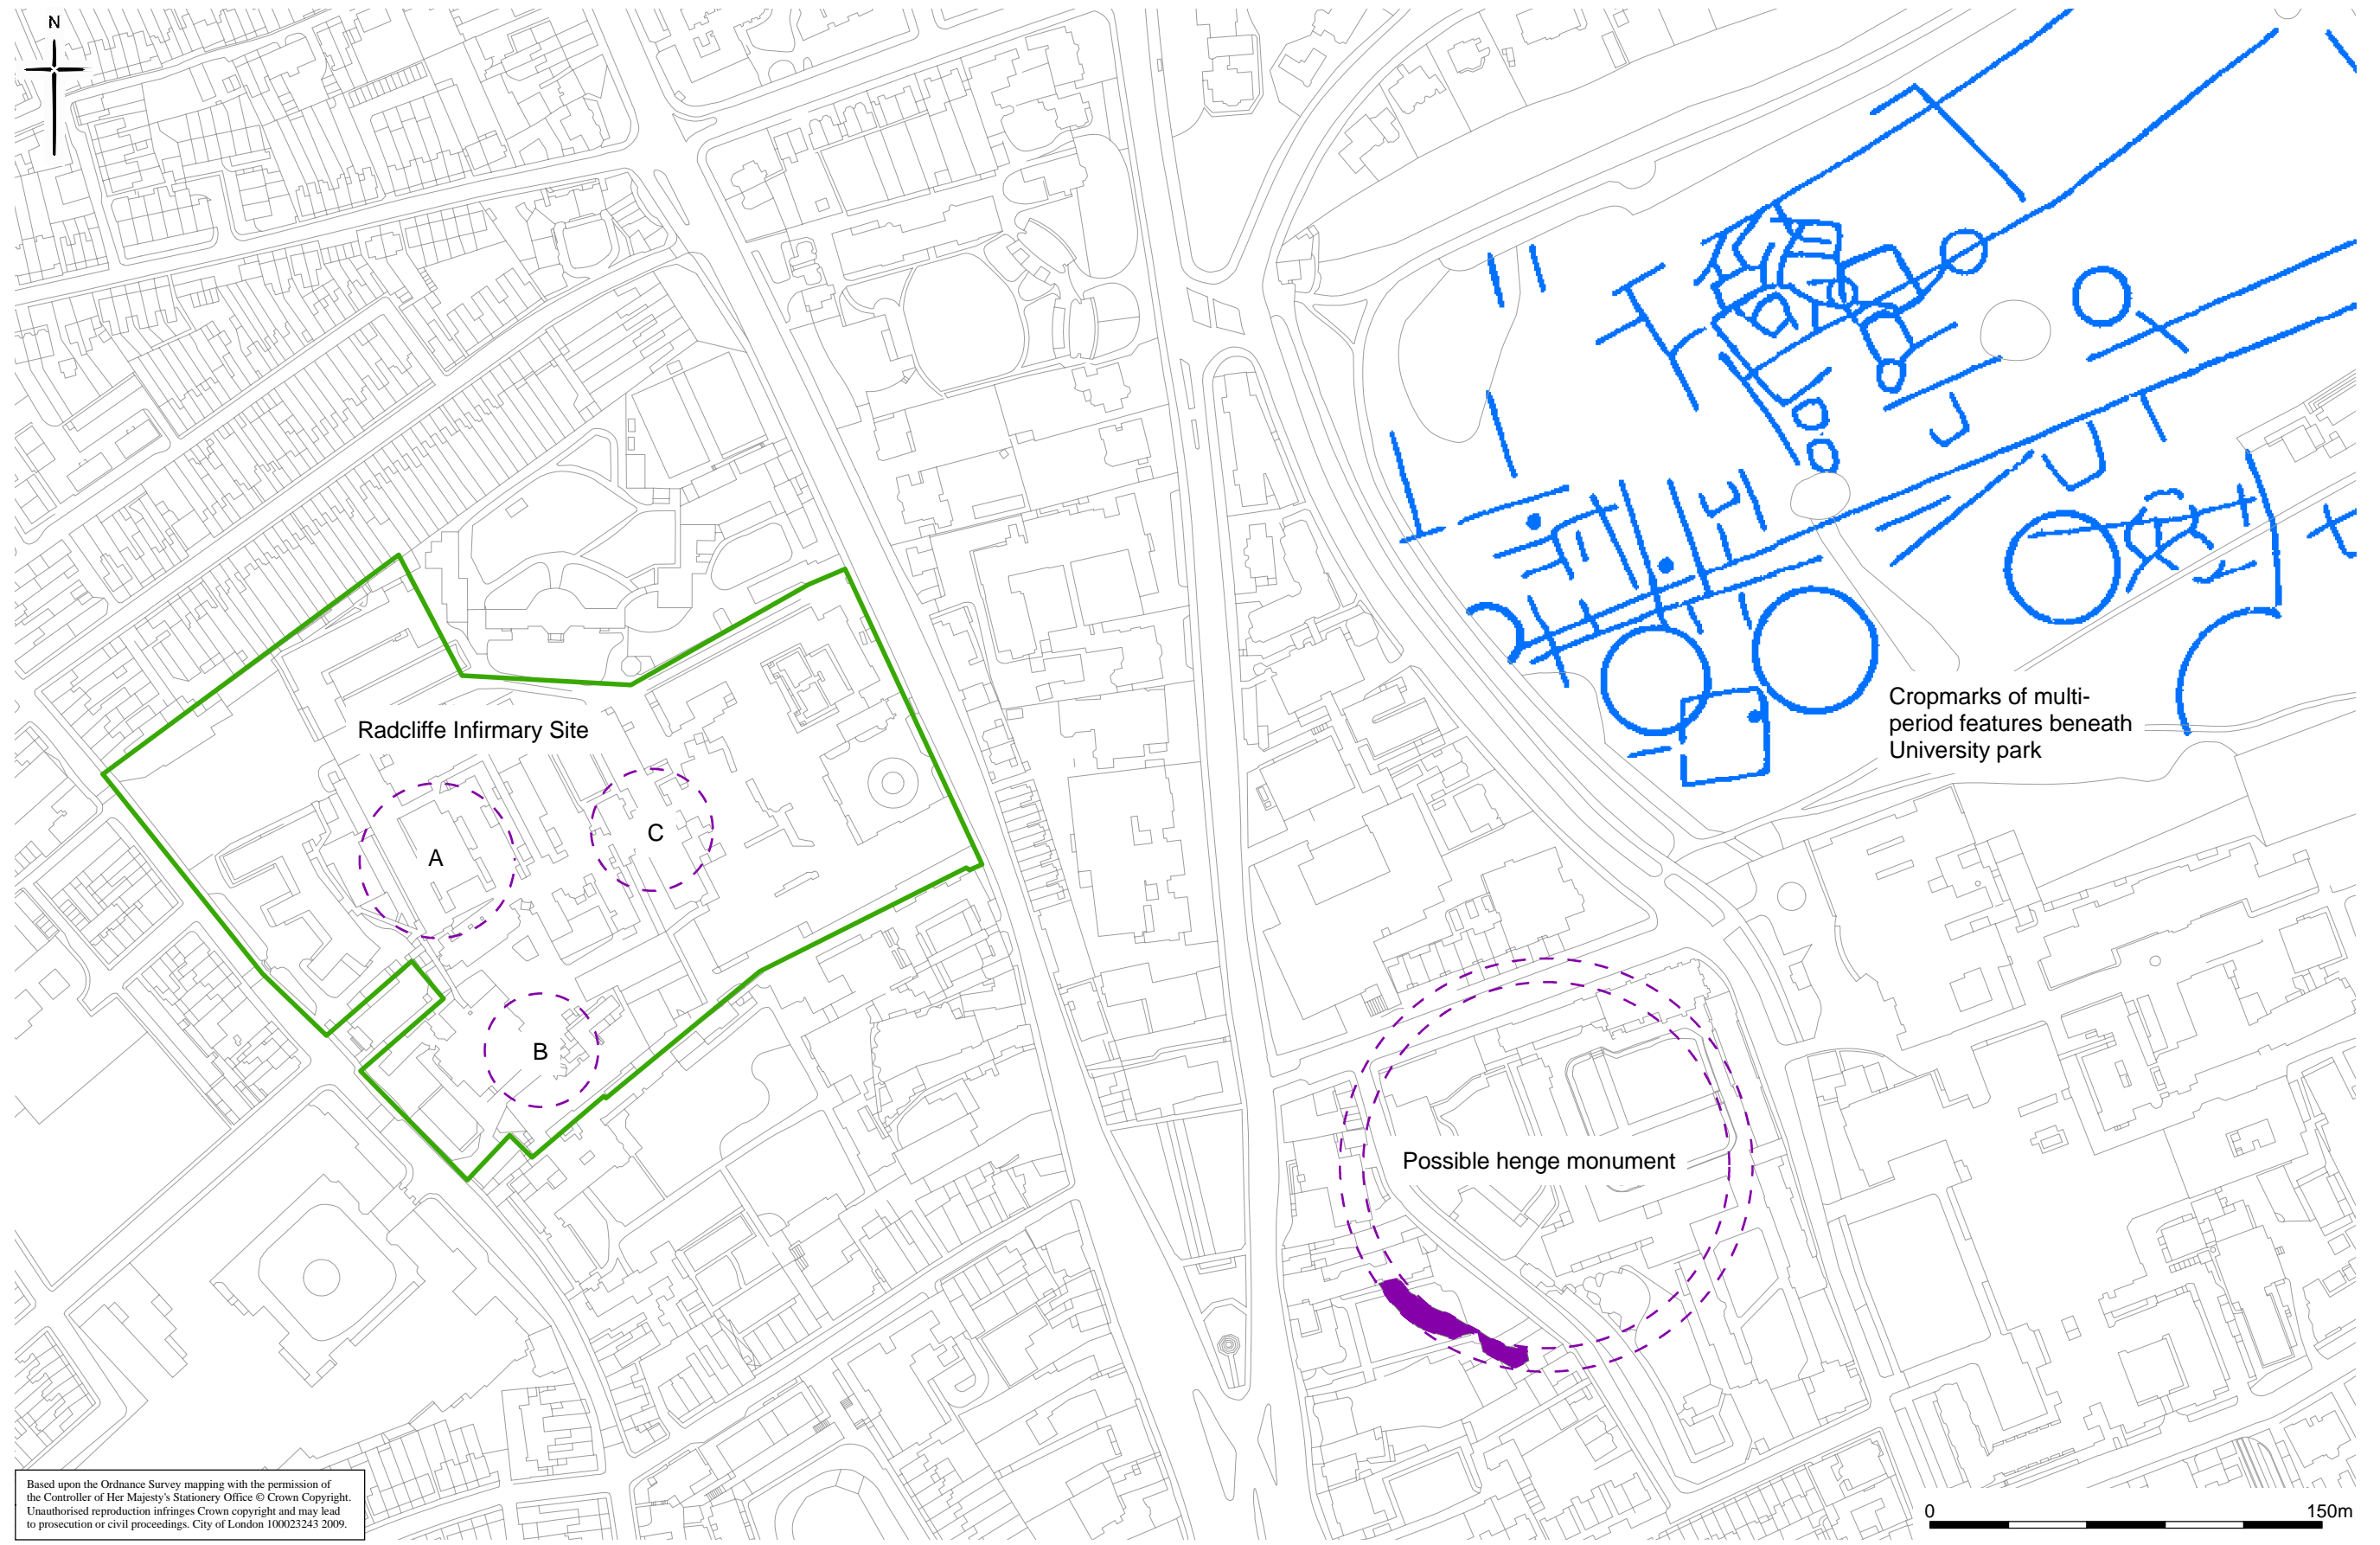 N
Radcliffe Infirmary Site
A
C
B
Cropmarks of multi-
period features beneath
University park
Possible henge monument
Based upon the Ordnance Survey mapping with the permission of
the Controller of Her Majesty's Stationery Office © Crown Copyright.
Unauthorised reproduction infringes Crown copyright and may lead
to prosecution or civil proceedings. City of London 100023243 2009.
0 150m